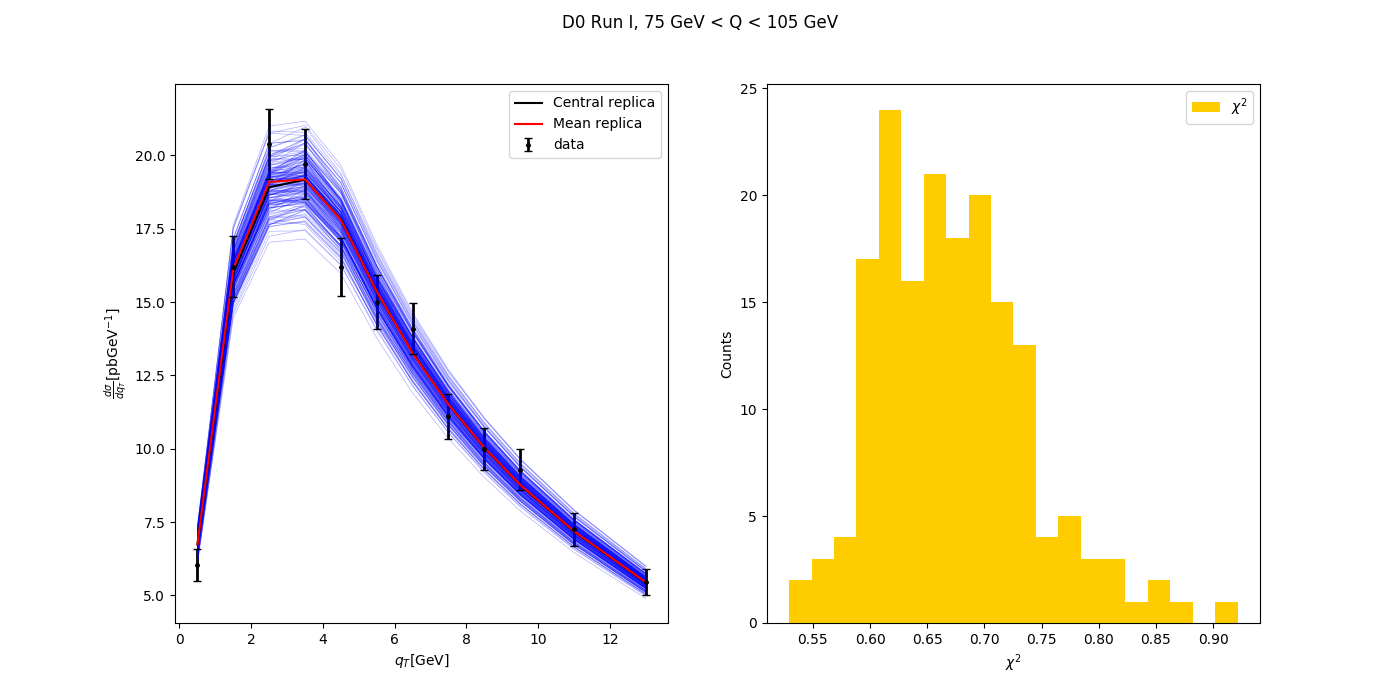 D0 Run I, 75 GeV < Q < 105 GeV
Central replica
Mean replica
data
20.0
17.5
15.0
12.5
10.0
7.5
5.0
dσ/dq_T [pbGeV⁻¹]
0 2 4 6 8 10 12
q_T[GeV]
χ²
25
20
15
10
5
0
Counts
0.55 0.60 0.65 0.70 0.75 0.80 0.85 0.90
χ²